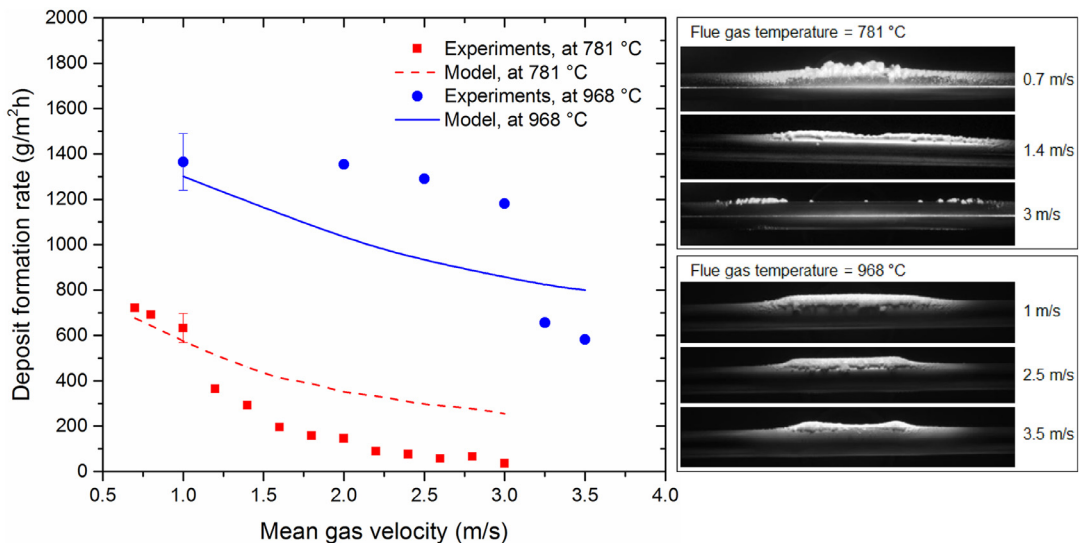 2000
1800
1600
1400
1200
1000
800
600
400
200
0
Deposit formation rate (g/m²h)
Experiments, at 781 °C
Model, at 781 °C
Experiments, at 968 °C
Model, at 968 °C
0.5
1.0
1.5
2.0
2.5
3.0
3.5
4.0
Mean gas velocity (m/s)
Flue gas temperature = 781 °C
0.7 m/s
1.4 m/s
3 m/s
Flue gas temperature = 968 °C
1 m/s
2.5 m/s
3.5 m/s